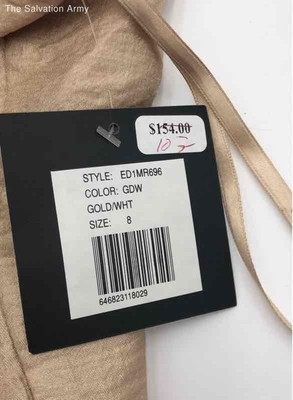 The Salvation Army
$154.00
STYLE: ED1MR696
COLOR: GDW
GOLD/WHT
SIZE: 8
646823118029